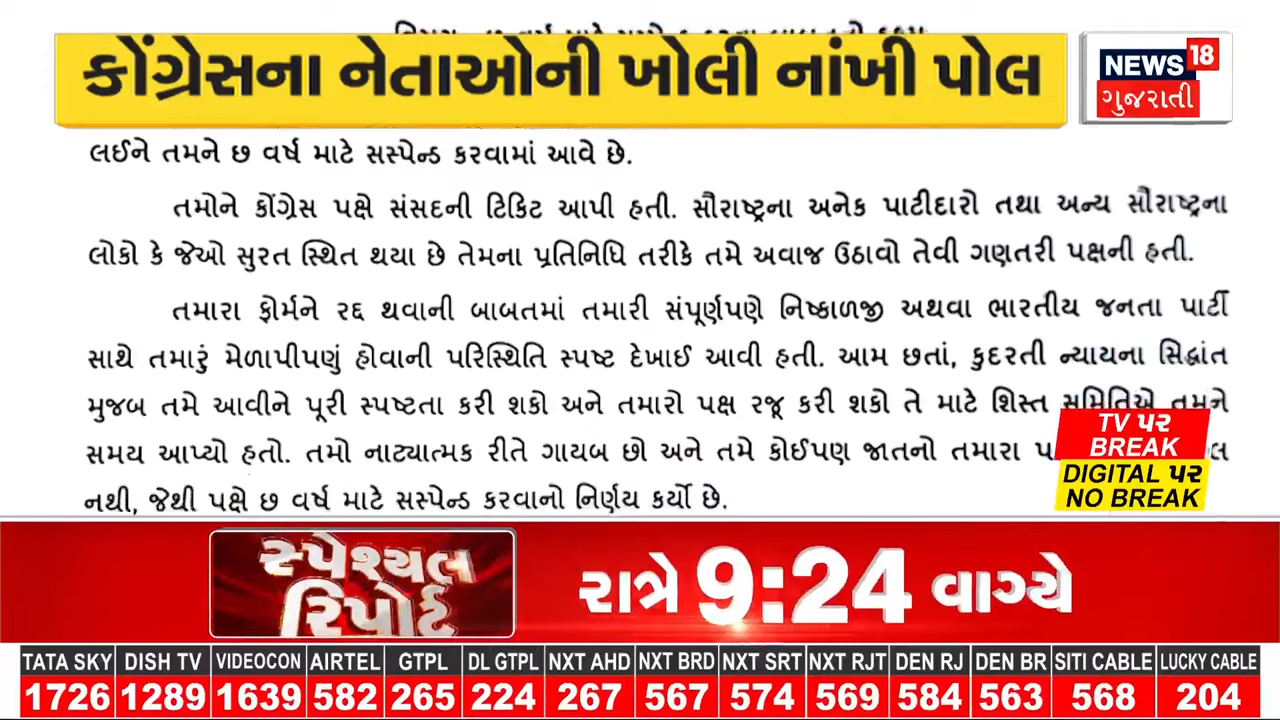 કોંગ્રેસના નેતાઓની ખોલી નાંખી પોલ
NEWS 18
ગુજરાતી
લઈને તમને છ વર્ષ માટે સસ્પેન્ડ કરવામાં આવે છે.
તમોને કોંગ્રેસ પક્ષે સંસદની ટિકિટ આપી હતી. સૌરાષ્ટ્રના અનેક પાટીદારો તથા અન્ય સૌરાષ્ટ્રના
લોકો કે જેઓ સુરત સ્થિત થયા છે તેમના પ્રતિનિધિ તરીકે તમે અવાજ ઉઠાવો તેવી ગણતરી પક્ષની હતી.
તમારા ફોર્મને રદ્દ થવાની બાબતમાં તમારી સંપૂર્ણપણે નિષ્કાળજી અથવા ભારતીય જનતા પાર્ટી
સાથે તમારું મેળાપીપણું હોવાની પરિસ્થિતિ સ્પષ્ટ દેખાઈ આવી હતી. આમ છતાં, કુદરતી ન્યાયના સિદ્ધાંત
મુજબ તમે આવીને પૂરી સ્પષ્ટતા કરી શકો અને તમારો પક્ષ રજૂ કરી શકો તે માટે શિસ્ત સમિતિએ તમને
સમય આપ્યો હતો. તમો નાટ્યાત્મક રીતે ગાયબ છો અને તમે કોઈપણ જાતનો તમારા
નથી, જેથી પક્ષે છ વર્ષ માટે સસ્પેન્ડ કરવાનો નિર્ણય કર્યો છે.
TV પર
BREAK
DIGITAL પર
NO BREAK
સ્પેશ્યલ
રિપોર્ટ
રાત્રે 9:24 વાગ્યે
TATA SKY DISH TV VIDEOCON AIRTEL GTPL DL GTPL NXT AHD NXT BRD NXT SRT NXT RJT DEN RJ DEN BR SITI CABLE LUCKY CABLE
1726 1289 1639 582 265 224 267 567 574 569 584 563 568 204